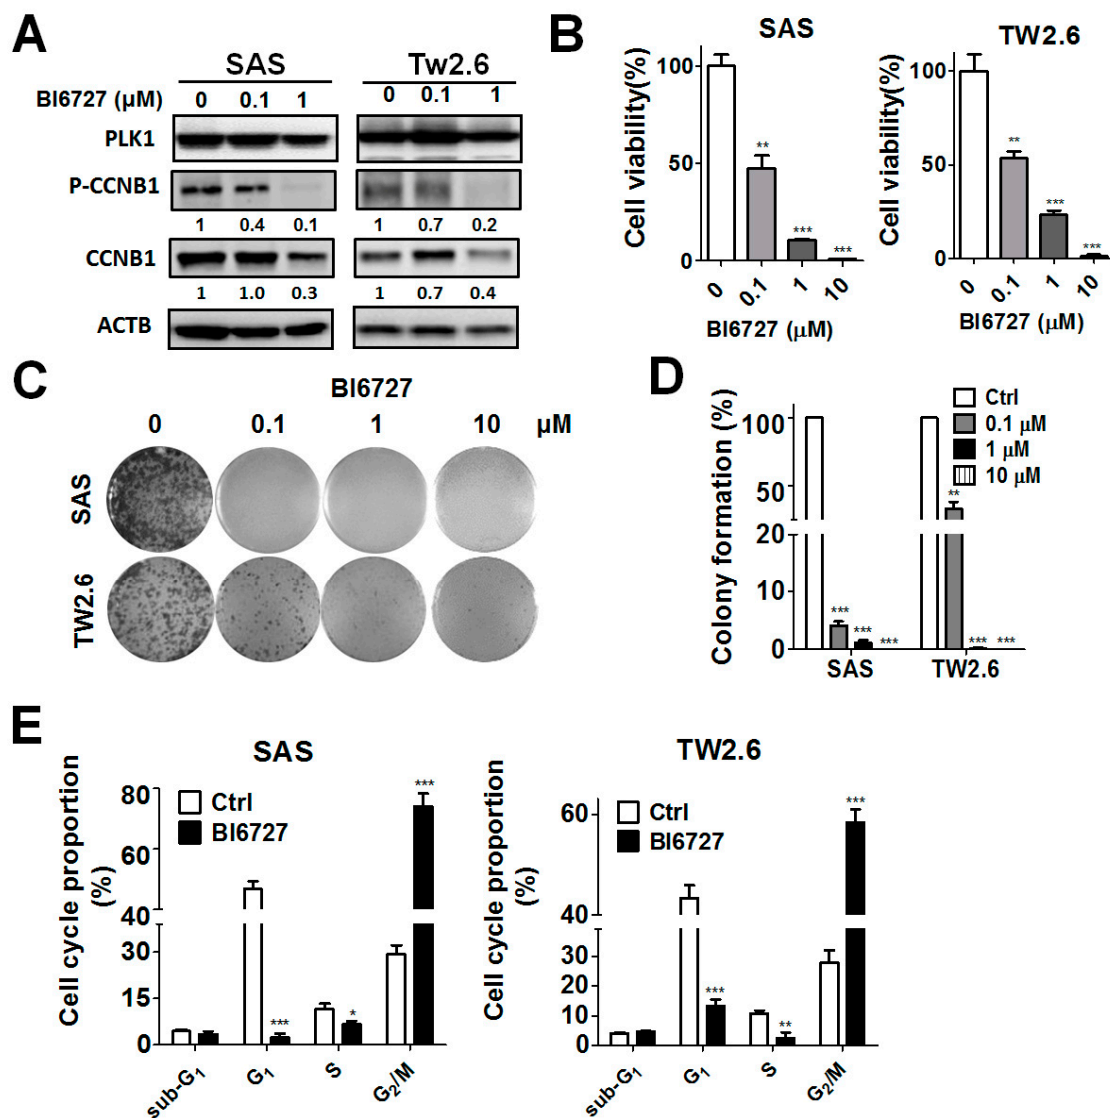 A
SAS Tw2.6
BI6727 (μM) 0 0.1 1 0 0.1 1
PLK1
P-CCNB1
1 0.4 0.1 1 0.7 0.2
CCNB1
1 1.0 0.3 1 0.7 0.4
ACTB
B
SAS
Cell viability(%)
100
50
0
**
***
***
0 0.1 1 10
BI6727 (μM)
TW2.6
Cell viability(%)
100
50
0
**
***
***
0 0.1 1 10
BI6727 (μM)
C
BI6727
0 0.1 1 10 μM
SAS
TW2.6
D
Colony formation (%)
100
50
20
10
0
Ctrl
0.1 μM
1 μM
10 μM
*** *** ***
** *** ***
SAS TW2.6
E
SAS
Cell cycle proportion
(%)
80
60
40
30
15
0
Ctrl
BI6727
***
*
***
sub-G1 G1 S G2/M
TW2.6
Cell cycle proportion
(%)
60
40
30
20
10
0
Ctrl
BI6727
***
**
***
sub-G1 G1 S G2/M